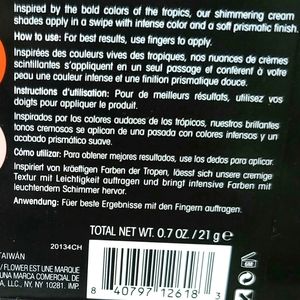 Inspired by the bold colors of the tropics, our shimmering cream
shades apply in a swipe with intense color and a soft prismatic finish.
How to use: For best results, use fingers to apply.
Inspirées des couleurs vives des tropiques, nos nuances de crèmes
scintillantes s'appliquent en un seul passage et confèrent à votre
peau une couleur intense et une finition prismatique douce.
Instructions d'utilisation: Pour de meilleurs résultats, utilisez vos
doigts pour appliquer le produit.
Inspirados por los colores audaces de los trópicos, nuestros brillantes
tonos cremosos se aplican de una pasada con colores intensos y un
acabado prismático suave.
Cómo utilizar: Para obtener mejores resultados, use los dedos para aplicar.
Inspiriert von kräftigen Farben der Tropen, lässt sich unsere cremige
Textur mit Leichtigkeit auftragen und bringt intensive Farben mit
leuchtendem Schimmer hervor.
Anwendung: Für beste Ergebnisse mit den Fingern auftragen.
TOTAL NET WT. 0.7 OZ. / 21 g ℮
20134CH
TAIWÁN
/ FLOWER EST UNE MARQUE
UNA MARCA COMERCIAL DE
, LLC., NY, NY 10281. IMP.
6M
8 40797 12618 3